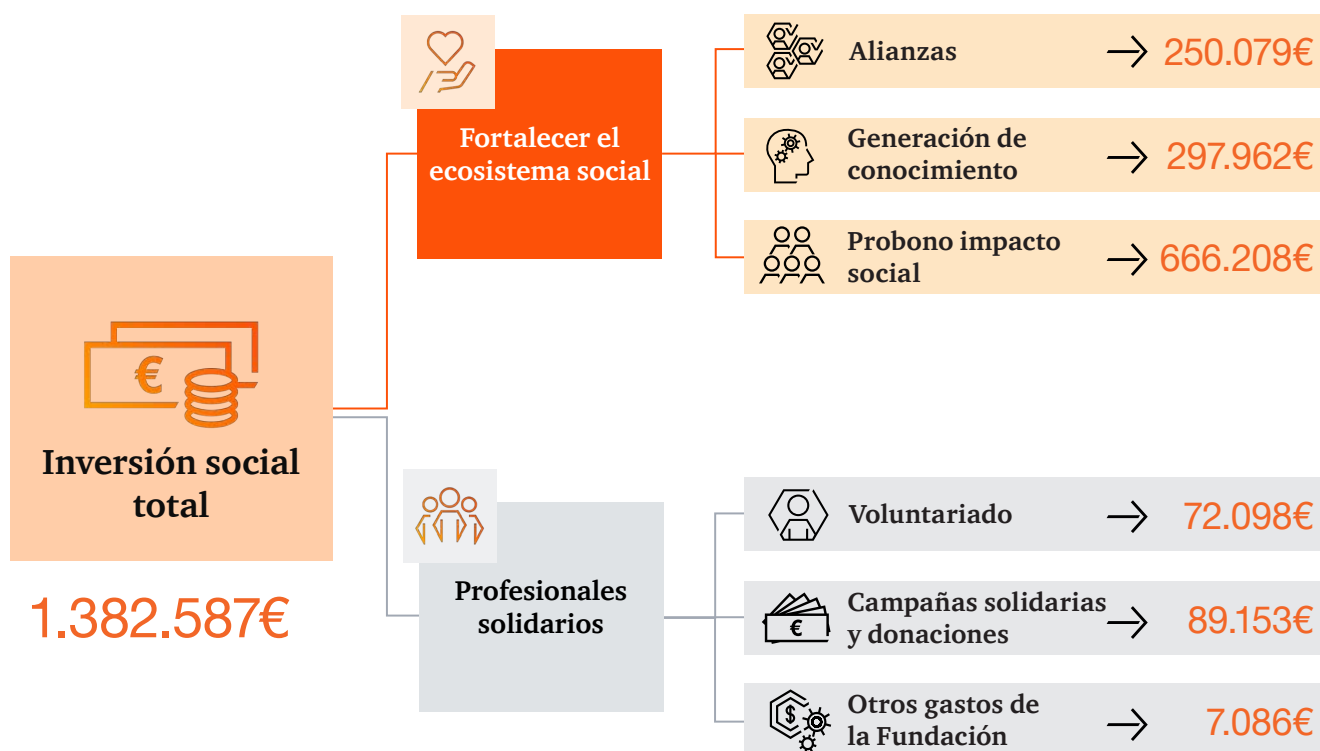 Fortalecer el
ecosistema social
Alianzas
250.079€
Generación de
conocimiento
297.962€
Probono impacto
social
666.208€
€
Inversión social
total
1.382.587€
Profesionales
solidarios
Voluntariado
72.098€
€
Campañas solidarias
y donaciones
89.153€
$
Otros gastos de
la Fundación
7.086€